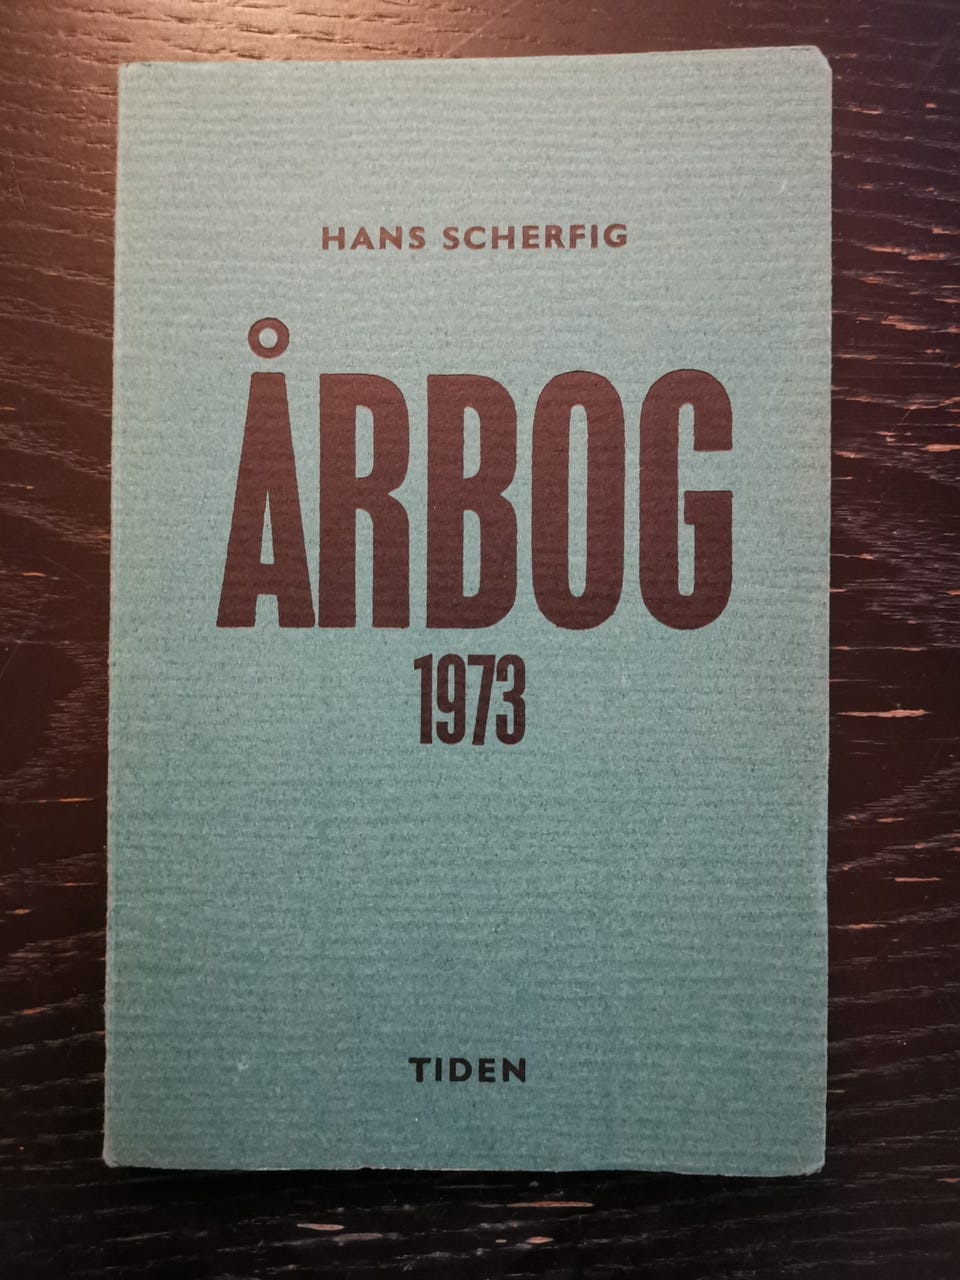 HANS SCHERFIG
ÅRBOG
1973
TIDEN